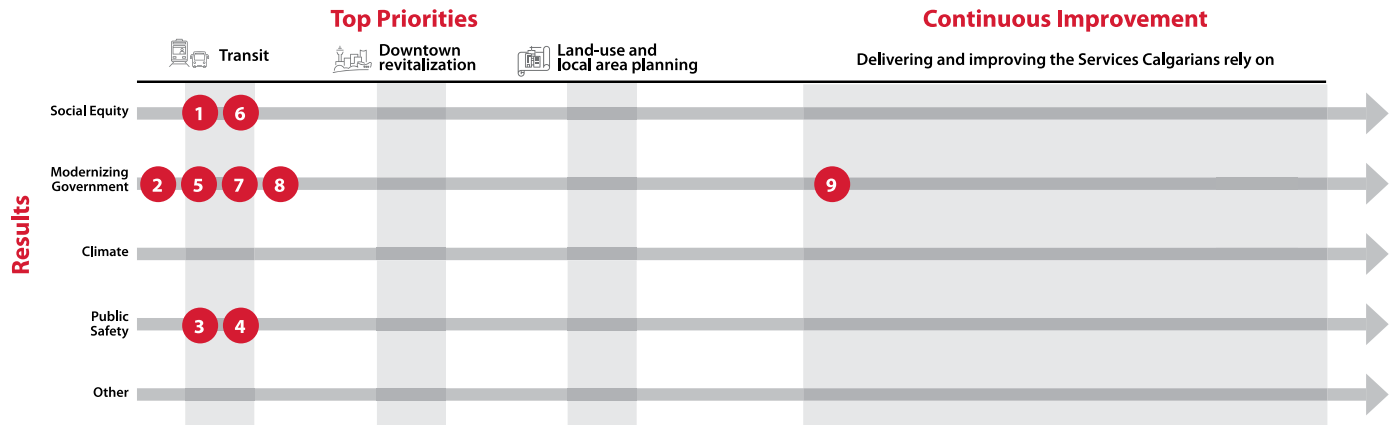 Top Priorities
Continuous Improvement
Transit
Downtown
revitalization
Land-use and
local area planning
Delivering and improving the Services Calgarians rely on
Results
Social Equity
1 6
Modernizing
Government
2 5 7 8 9
Climate
Public
Safety
3 4
Other